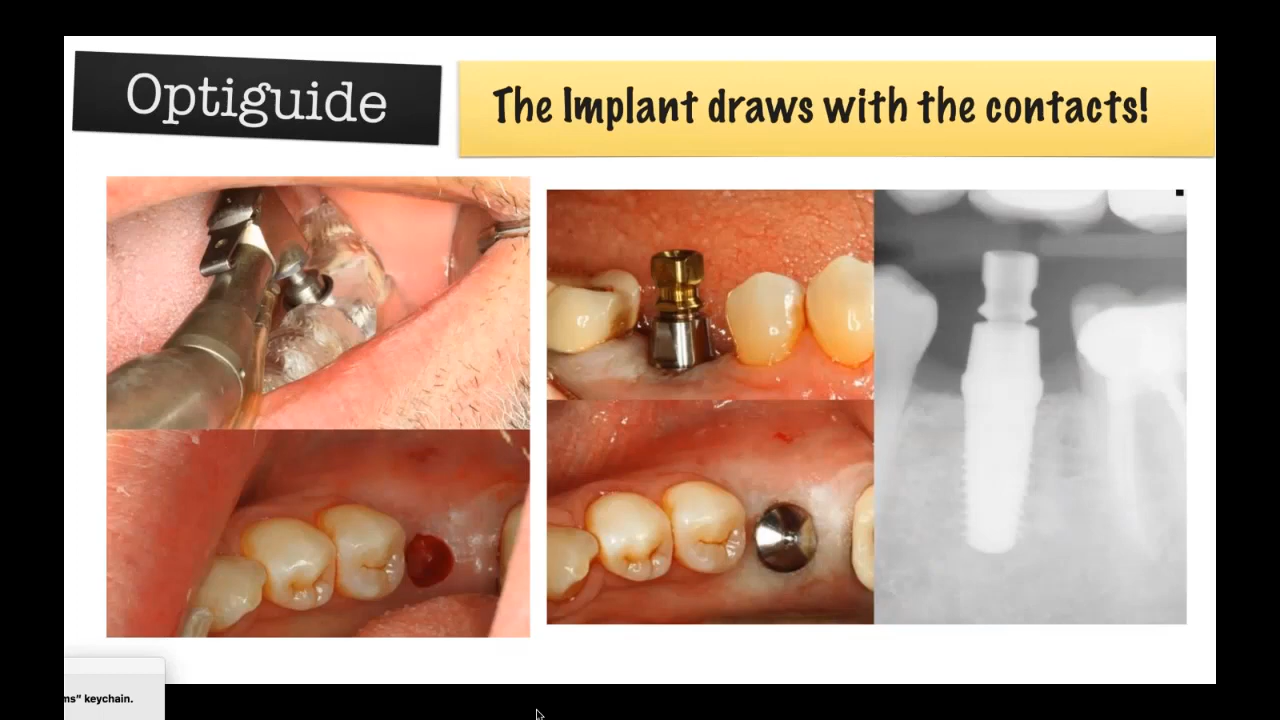 Optiguide
The Implant draws with the contacts!
ms" keychain.